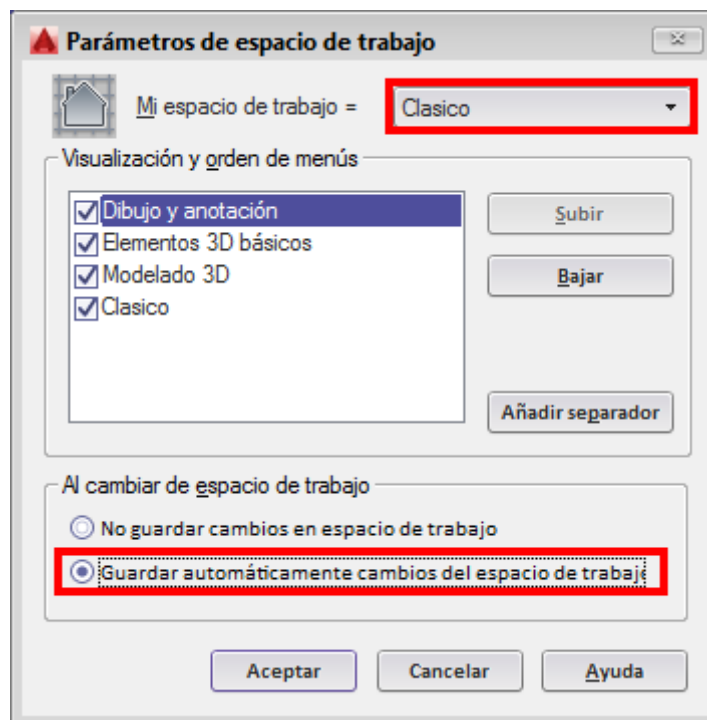 Parámetros de espacio de trabajo
Mi espacio de trabajo =
Clasico
Visualización y orden de menús
Dibujo y anotación
Elementos 3D básicos
Modelado 3D
Clasico
Subir
Bajar
Añadir separador
Al cambiar de espacio de trabajo
No guardar cambios en espacio de trabajo
Guardar automáticamente cambios del espacio de trabajo
Aceptar
Cancelar
Ayuda